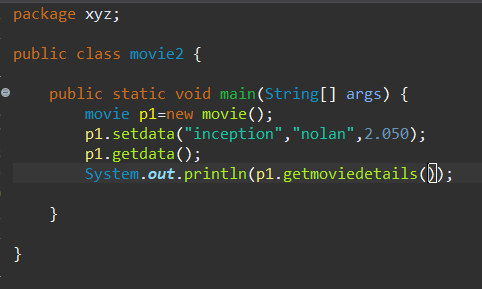 package xyz;
public class movie2 {
public static void main(String[] args) {
movie p1=new movie();
p1.setdata("inception","nolan",2.050);
p1.getdata();
System.out.println(p1.getmoviedetails());
}
}